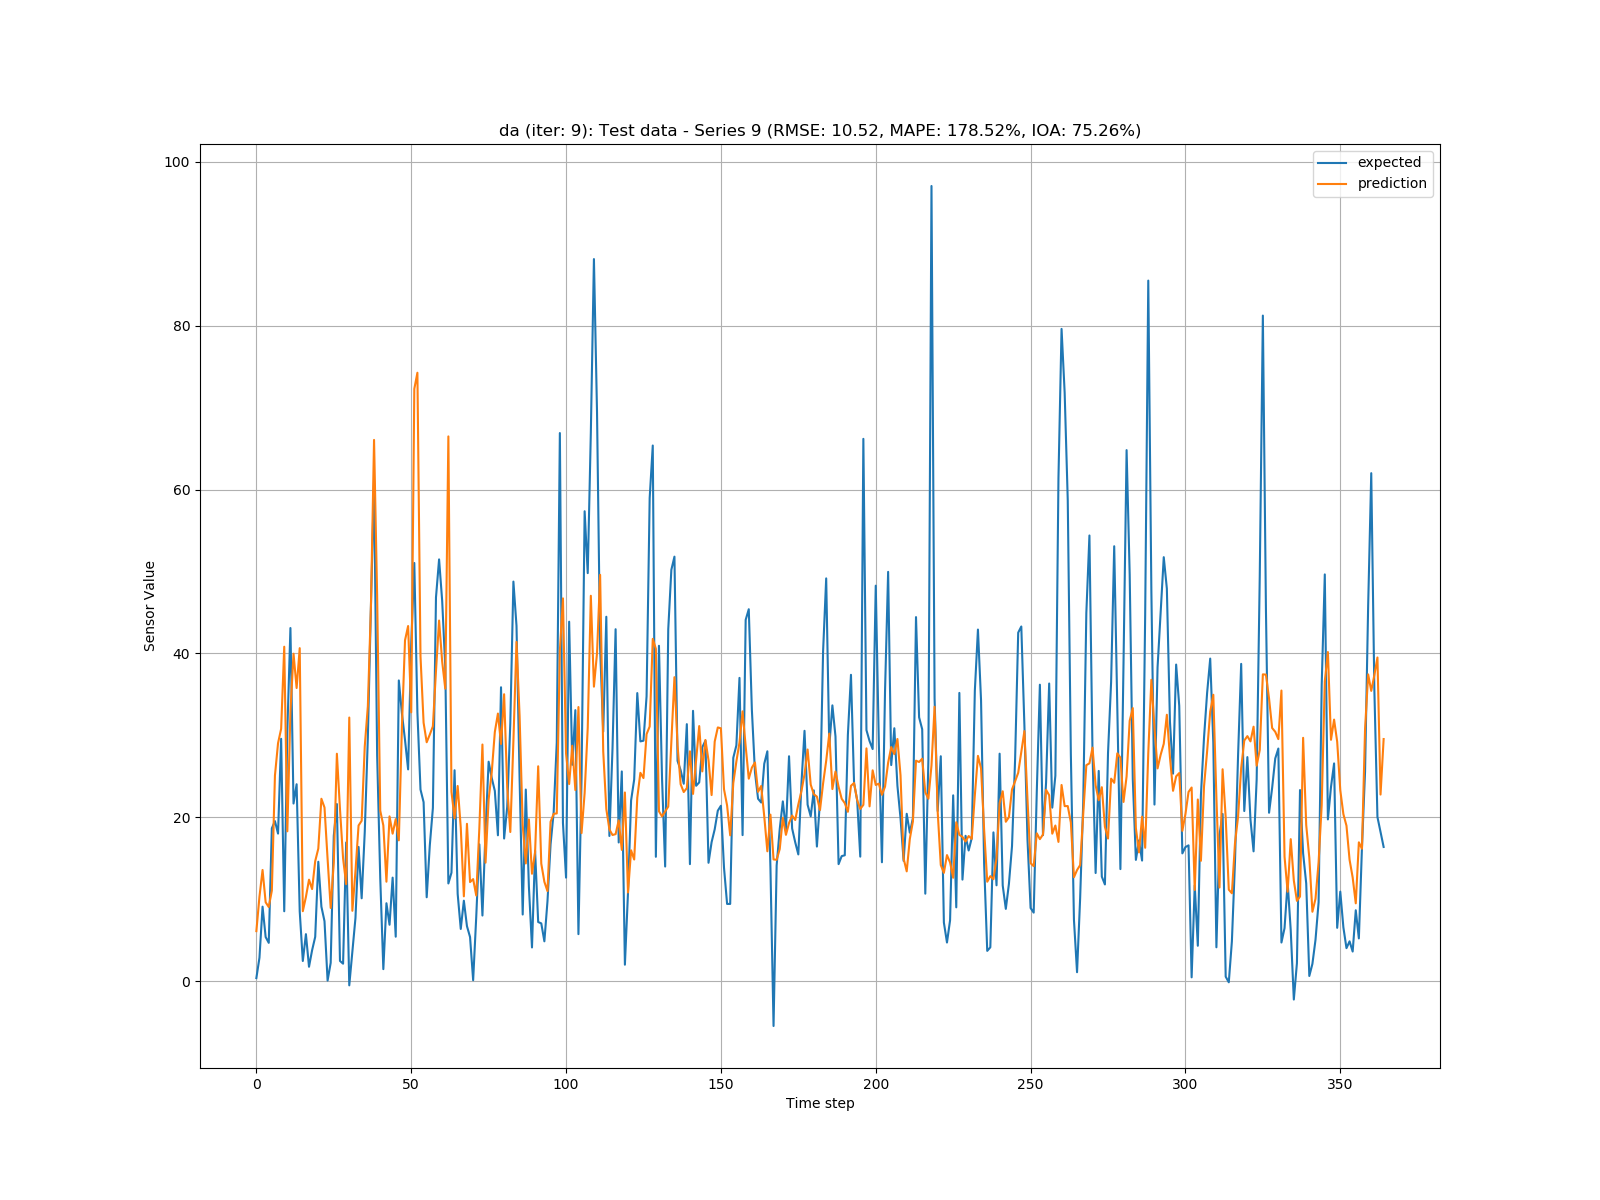 da (iter: 9): Test data - Series 9 (RMSE: 10.52, MAPE: 178.52%, IOA: 75.26%)
expected
prediction
100
80
60
40
20
0
Sensor Value
0 50 100 150 200 250 300 350
Time step